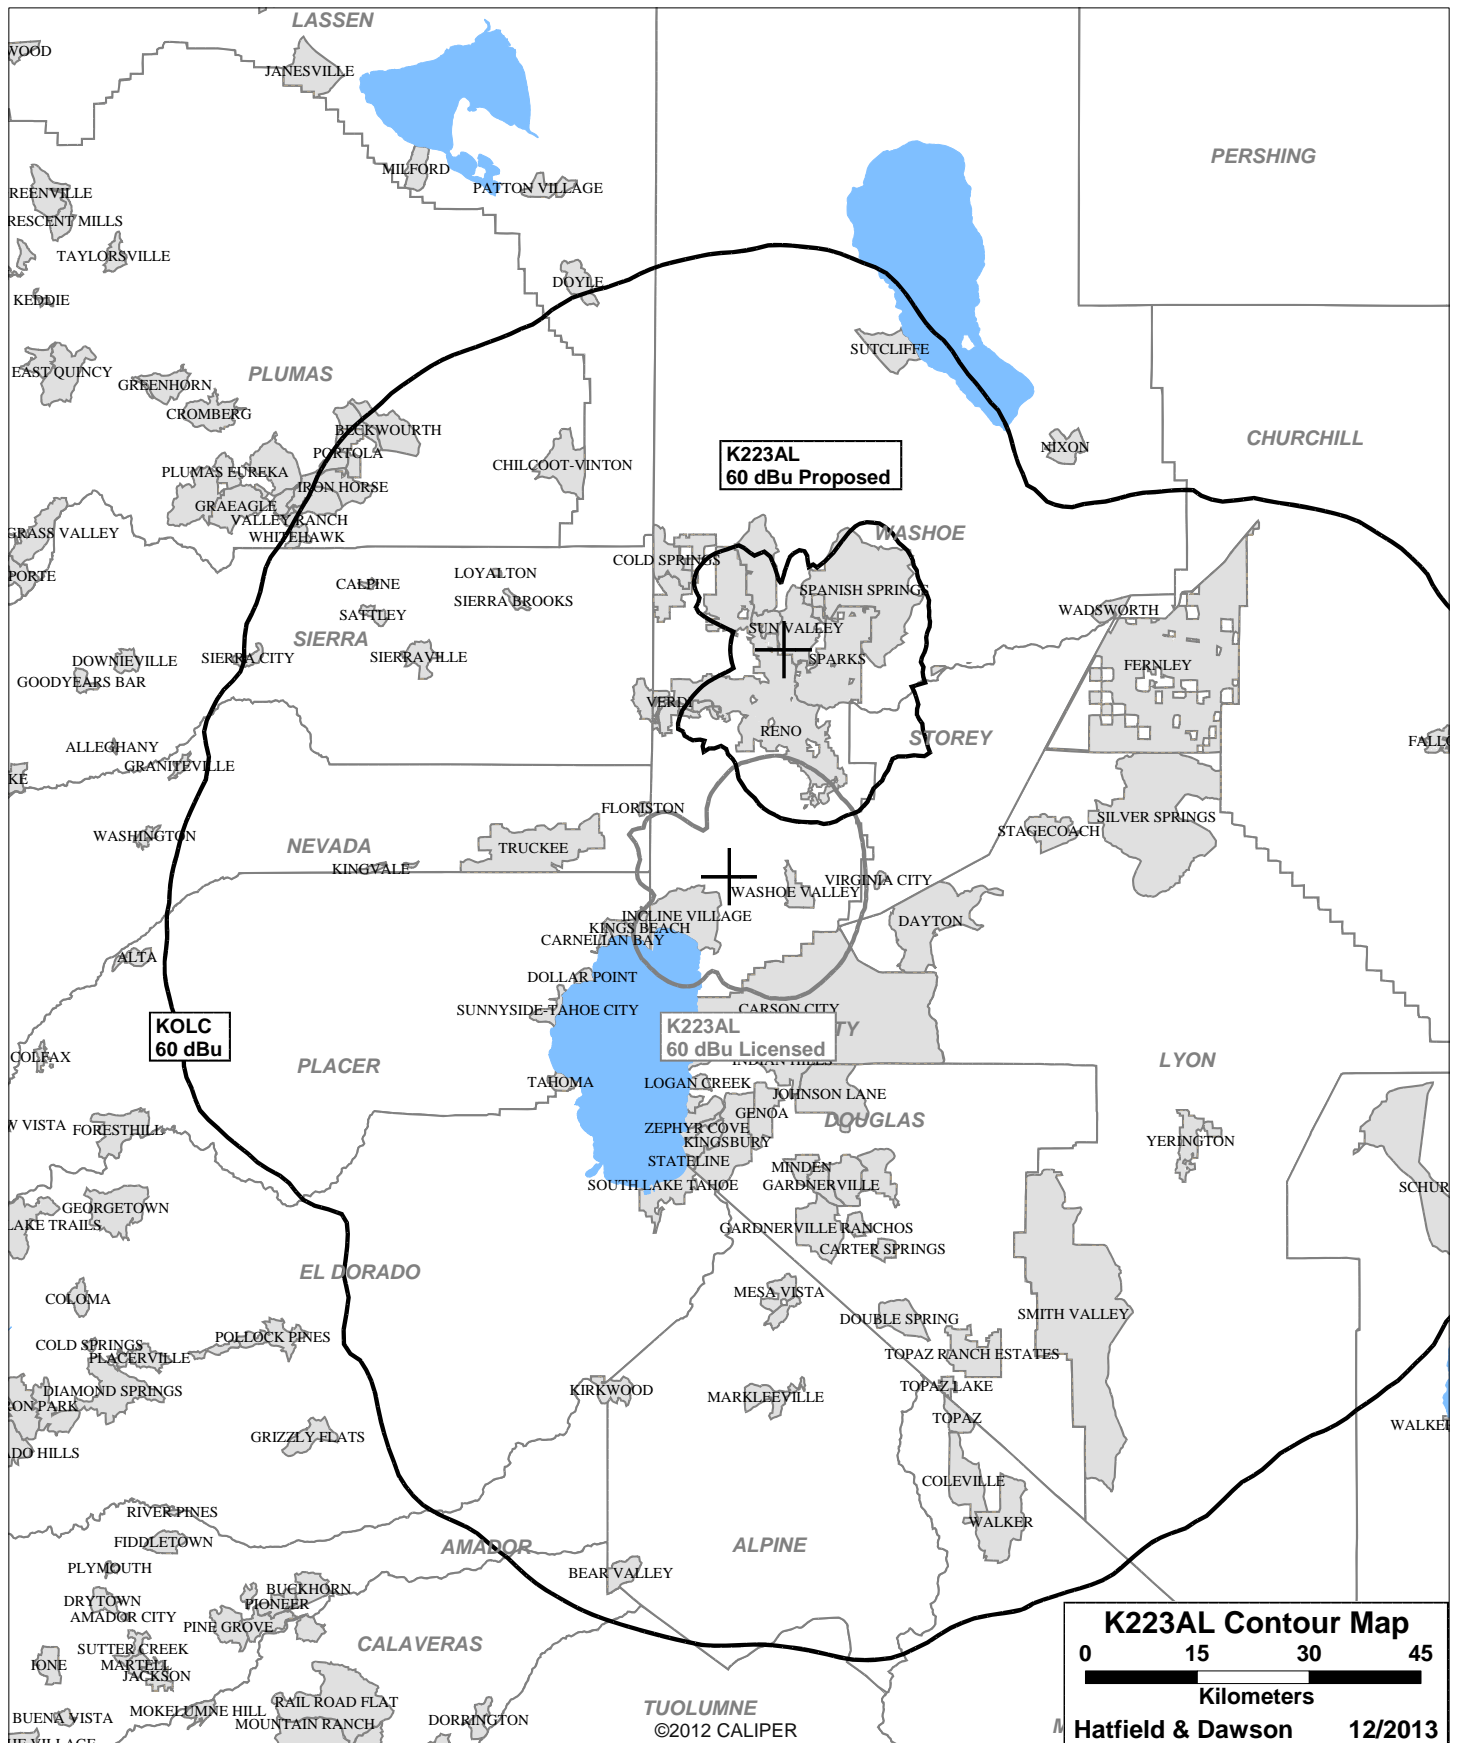 LASSEN
WOOD
JANESVILLE
PERSHING
MILFORD
PATTON VILLAGE
REENVILLE
RESCENT MILLS
TAYLORSVILLE
DOYLE
KEDDIE
SUTCLIFFE
EAST QUINCY
PLUMAS
GREENHORN
CROMBERG
BECKWOURTH
CHURCHILL
NIXON
PORTOLA
K223AL
60 dBu Proposed
CHILCOOT-VINTON
PLUMAS EUREKA
IRON HORSE
GRAEAGLE
VALLEY RANCH
WHITEHAWK
GRASS VALLEY
WASHOE
COLD SPRINGS
PORTE
LOYALTON
CALPINE
SPANISH SPRINGS
SIERRA BROOKS
SATTLEY
WADSWORTH
SUN VALLEY
SIERRA
DOWNIEVILLE
SIERRA CITY
SIERRAVILLE
SPARKS
FERNLEY
GOODYEARS BAR
VERDI
RENO
STOREY
ALLEGHANY
FALLO
GRANITEVILLE
KE
FLORISTON
SILVER SPRINGS
WASHINGTON
STAGECOACH
NEVADA
TRUCKEE
KINGVALE
VIRGINIA CITY
WASHOE VALLEY
INCLINE VILLAGE
DAYTON
KINGS BEACH
CARNELIAN BAY
ALTA
DOLLAR POINT
SUNNYSIDE-TAHOE CITY
CARSON CITY
KOLC
60 dBu
K223AL
60 dBu Licensed
TY
COLFAX
PLACER
INDIAN HILLS
LYON
TAHOMA
LOGAN CREEK
JOHNSON LANE
GENOA
DOUGLAS
W VISTA
FORESTHILL
ZEPHYR COVE
KINGSBURY
YERINGTON
STATELINE
MINDEN
SOUTH LAKE TAHOE
GARDNERVILLE
SCHUR
GEORGETOWN
LAKE TRAILS
GARDNERVILLE RANCHOS
CARTER SPRINGS
EL DORADO
MESA VISTA
COLOMA
DOUBLE SPRING
SMITH VALLEY
POLLOCK PINES
COLD SPRINGS
PLACERVILLE
TOPAZ RANCH ESTATES
DIAMOND SPRINGS
KIRKWOOD
MARKLEEVILLE
TOPAZ LAKE
ON PARK
TOPAZ
WALKE
GRIZZLY FLATS
ADO HILLS
COLEVILLE
RIVER PINES
WALKER
FIDDLETOWN
AMADOR
ALPINE
PLYMOUTH
BEAR VALLEY
BUCKHORN
DRYTOWN
PIONEER
AMADOR CITY
PINE GROVE
K223AL Contour Map
CALAVERAS
SUTTER CREEK
0 15 30 45
IONE
MARTELL
JACKSON
Kilometers
RAIL ROAD FLAT
MOKELUMNE HILL
TUOLUMNE
BUENA VISTA
MOUNTAIN RANCH
DORRINGTON
©2012 CALIPER
M
Hatfield & Dawson 12/2013